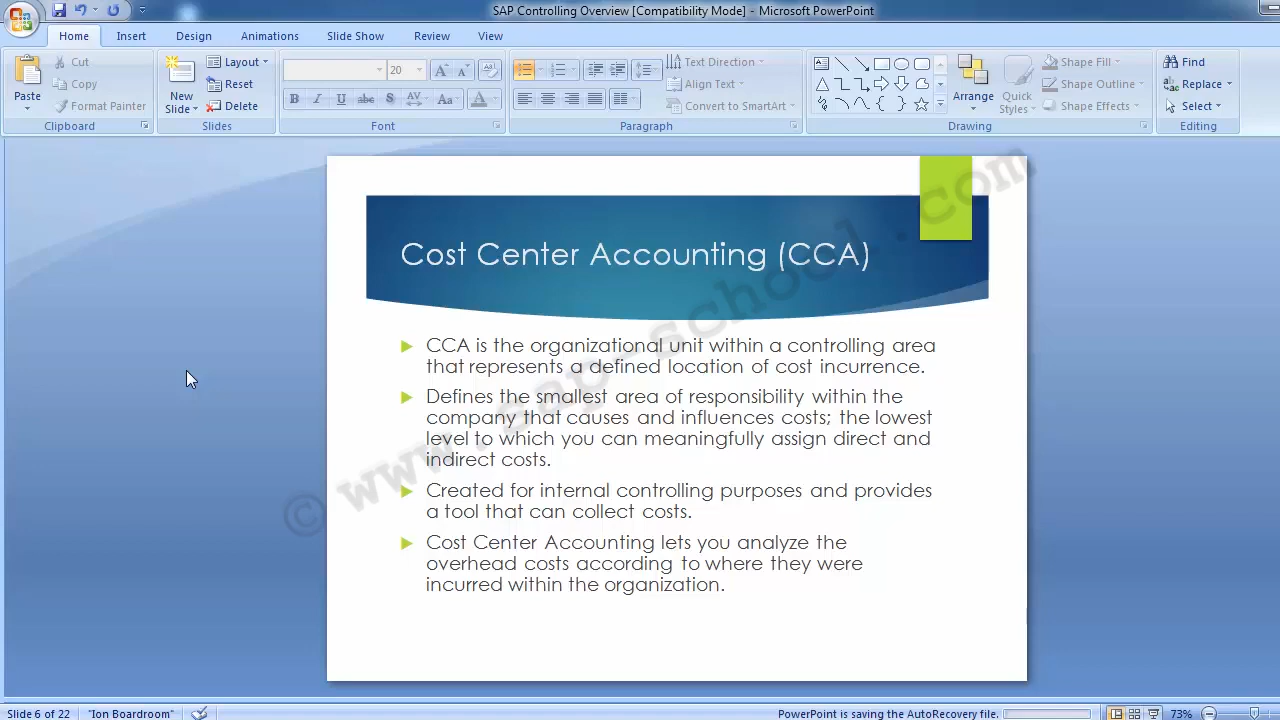 SAP Controlling Overview [Compatibility Mode] - Microsoft PowerPoint
Home Insert Design Animations Slide Show Review View
Paste
Cut
Copy
Format Painter
Clipboard
New Slide
Layout
Reset
Delete
Slides
20
Font
Text Direction
Align Text
Convert to SmartArt
Paragraph
Arrange
Quick Styles
Shape Fill
Shape Outline
Shape Effects
Drawing
Find
Replace
Select
Editing
Cost Center Accounting (CCA)
CCA is the organizational unit within a controlling area
that represents a defined location of cost incurrence.
Defines the smallest area of responsibility within the
company that causes and influences costs; the lowest
level to which you can meaningfully assign direct and
indirect costs.
Created for internal controlling purposes and provides
a tool that can collect costs.
Cost Center Accounting lets you analyze the
overhead costs according to where they were
incurred within the organization.
© www.sap-school.com
Slide 6 of 22 "Ion Boardroom" PowerPoint is saving the AutoRecovery file. 73%